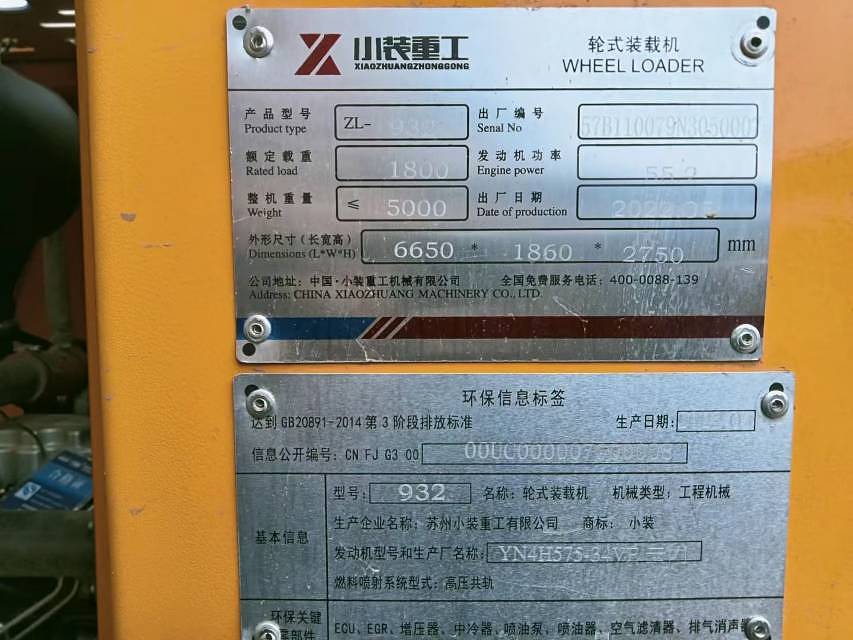 小装重工
XIAOZHUANGZHONGGONG
轮式装载机
WHEEL LOADER
产品型号
Product type
ZL- 932
出厂编号
Serial No
额定载重
Rated load
1800
发动机功率
Engine power
整机重量
Weight
≤ 5000
出厂日期
Date of production
外形尺寸(长宽高)
Dimensions (L*W*H)
6650 * 1860 * 2750 mm
公司地址:中国·小装重工机械有限公司 全国免费服务电话:400-0088-139
Address: CHINA XIAOZHUANG MACHINERY CO., LTD.
环保信息标签
达到 GB20891-2014 第 3 阶段排放标准 生产日期:
信息公开编号:CN FJ G3 00
基本信息
型号: 932 名称:轮式装载机 机械类型:工程机械
生产企业名称:苏州小装重工有限公司 商标:小装
发动机型号和生产厂名称:
燃料喷射系统型式:高压共轨
环保关键
零部件
ECU、EGR、增压器、中冷器、喷油泵、喷油器、空气滤清器、排气消声器